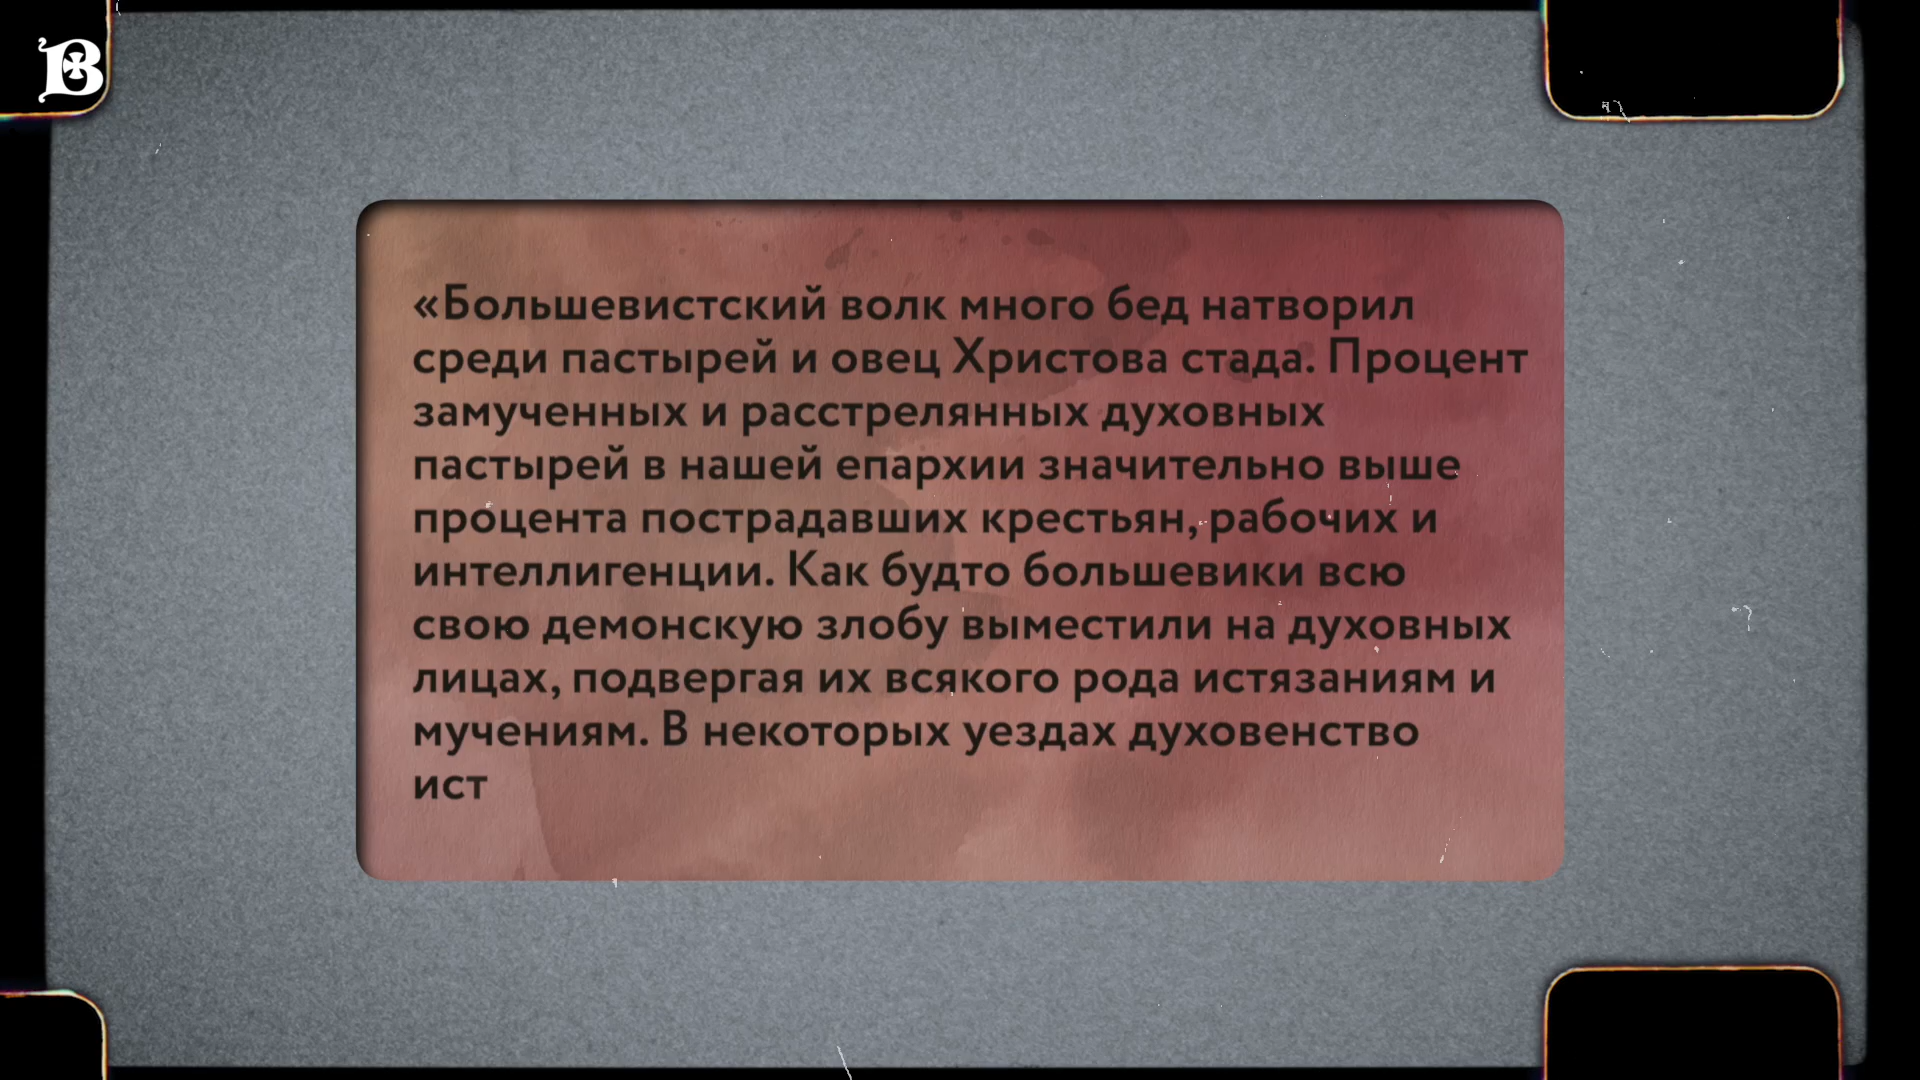 «Большевистский волк много бед натворил
среди пастырей и овец Христова стада. Процент
замученных и расстрелянных духовных
пастырей в нашей епархии значительно выше
процента пострадавших крестьян, рабочих и
интеллигенции. Как будто большевики всю
свою демонскую злобу выместили на духовных
лицах, подвергая их всякого рода истязаниям и
мучениям. В некоторых уездах духовенство
ист